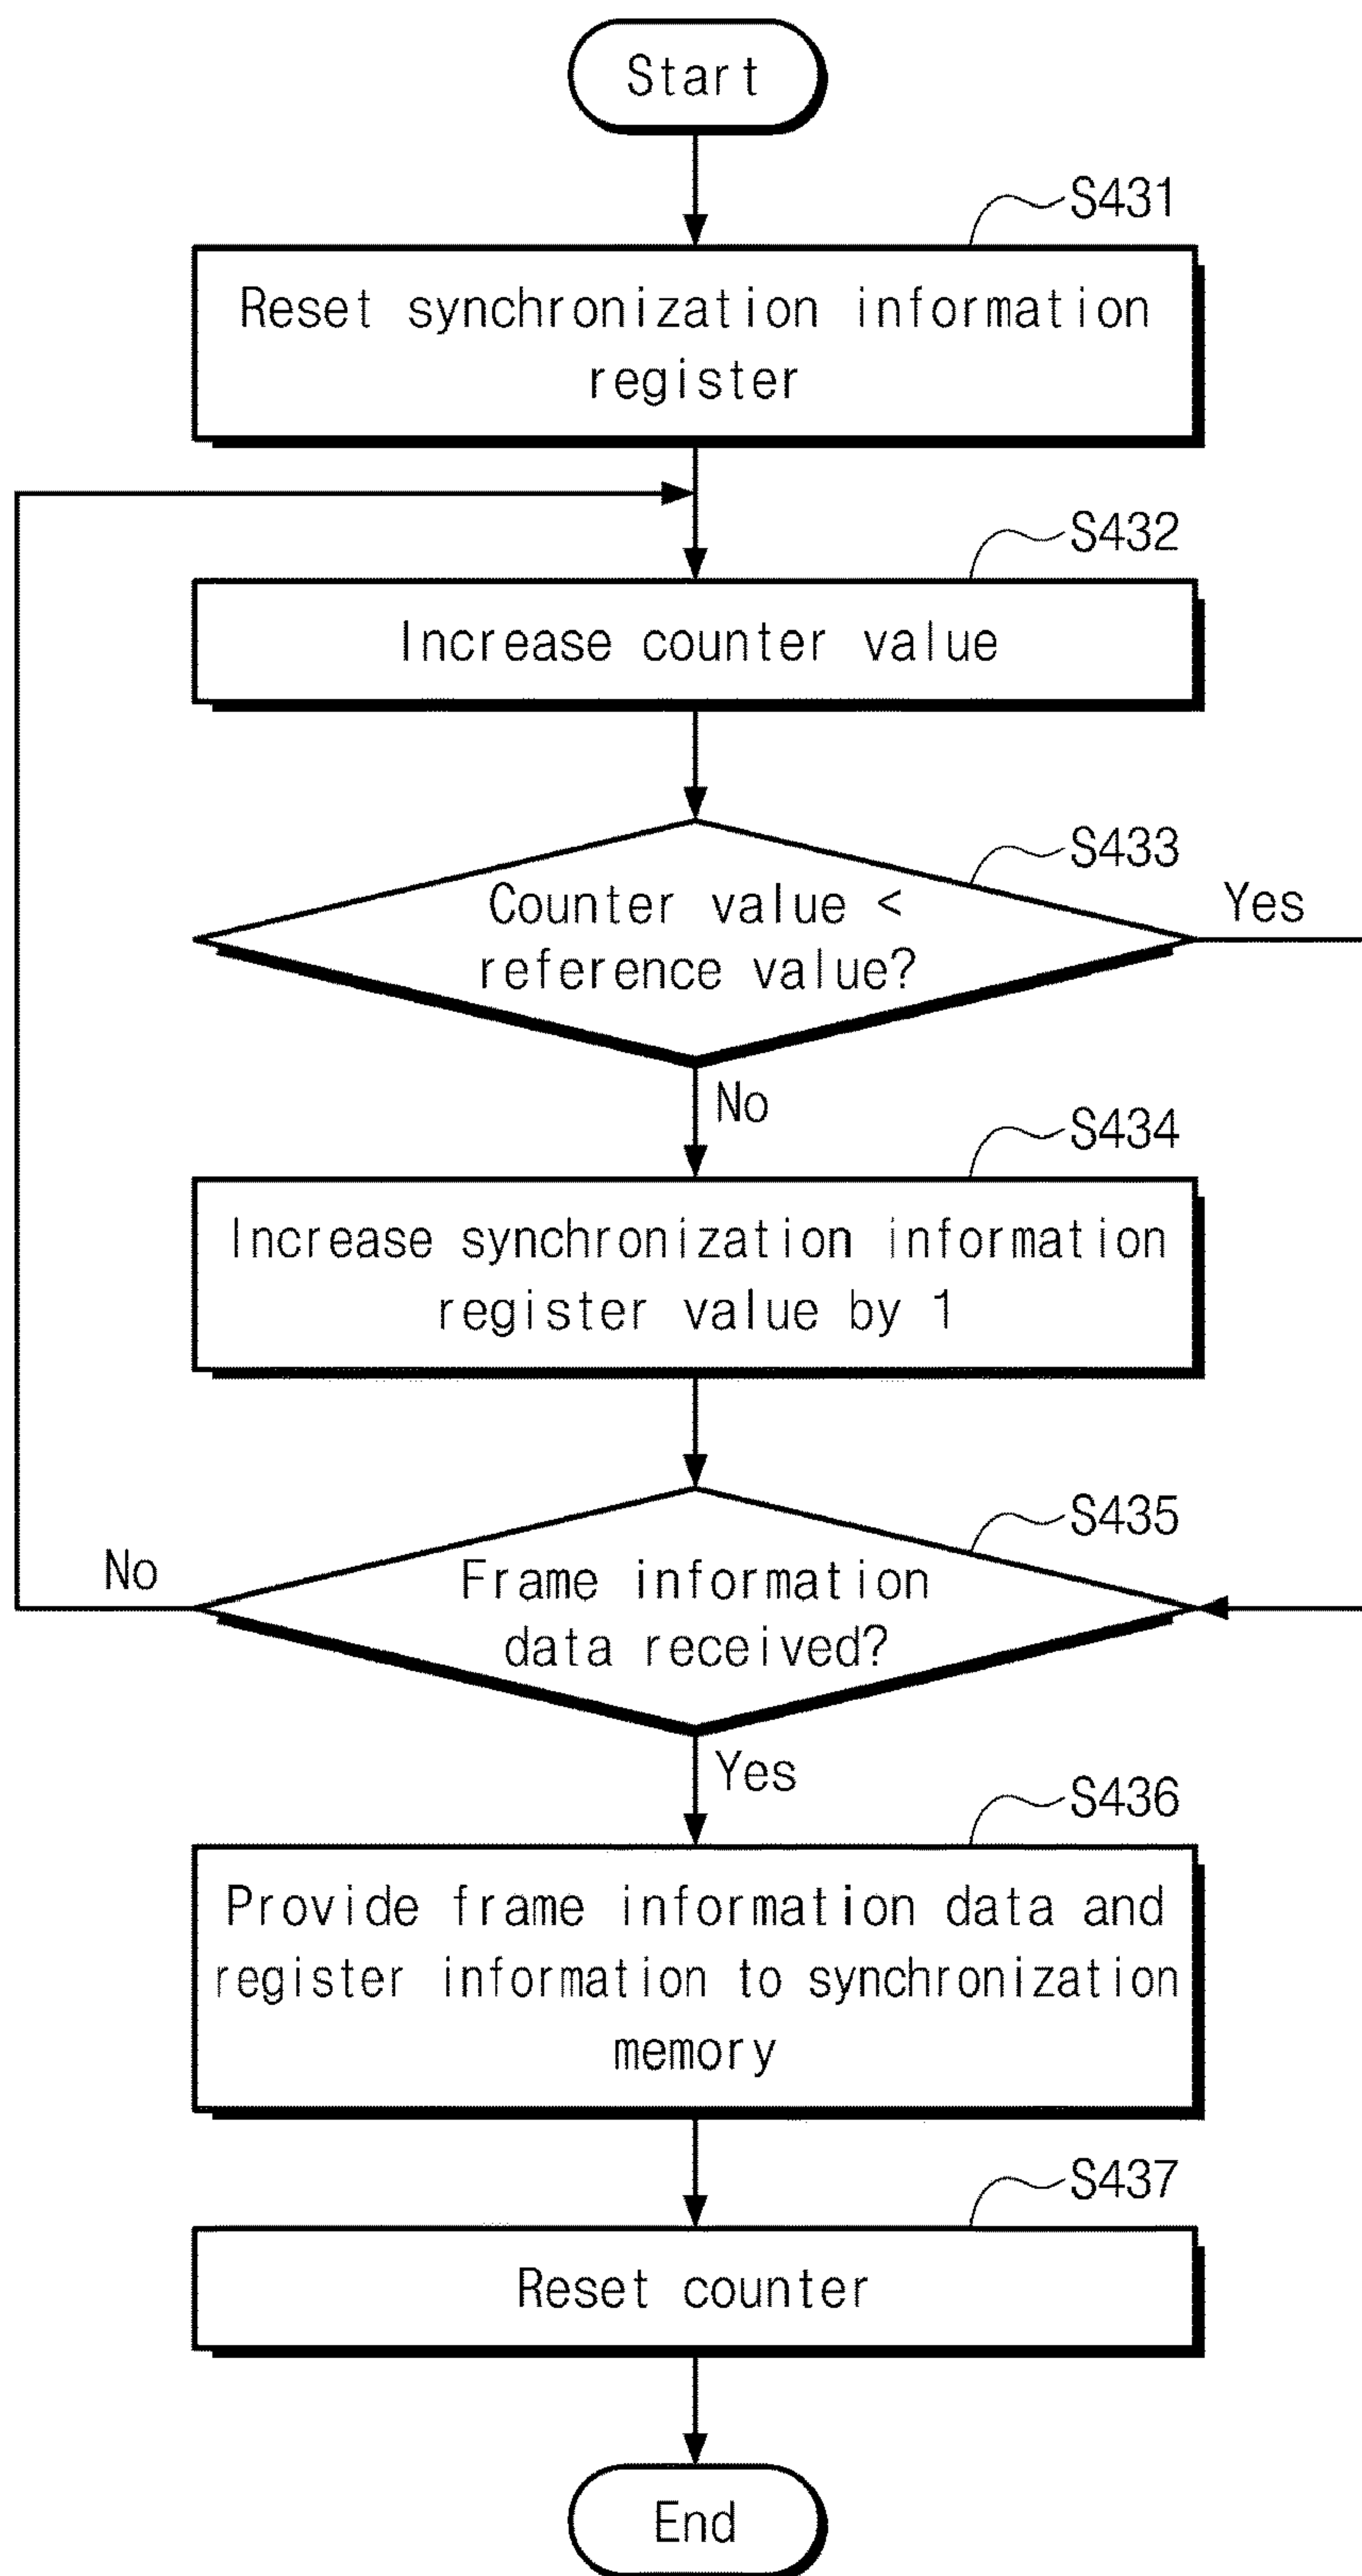 Start
S431
Reset synchronization information
register
S432
Increase counter value
S433
Counter value <
reference value?
Yes
No
S434
Increase synchronization information
register value by 1
S435
Frame information
data received?
No
Yes
S436
Provide frame information data and
register information to synchronization
memory
S437
Reset counter
End